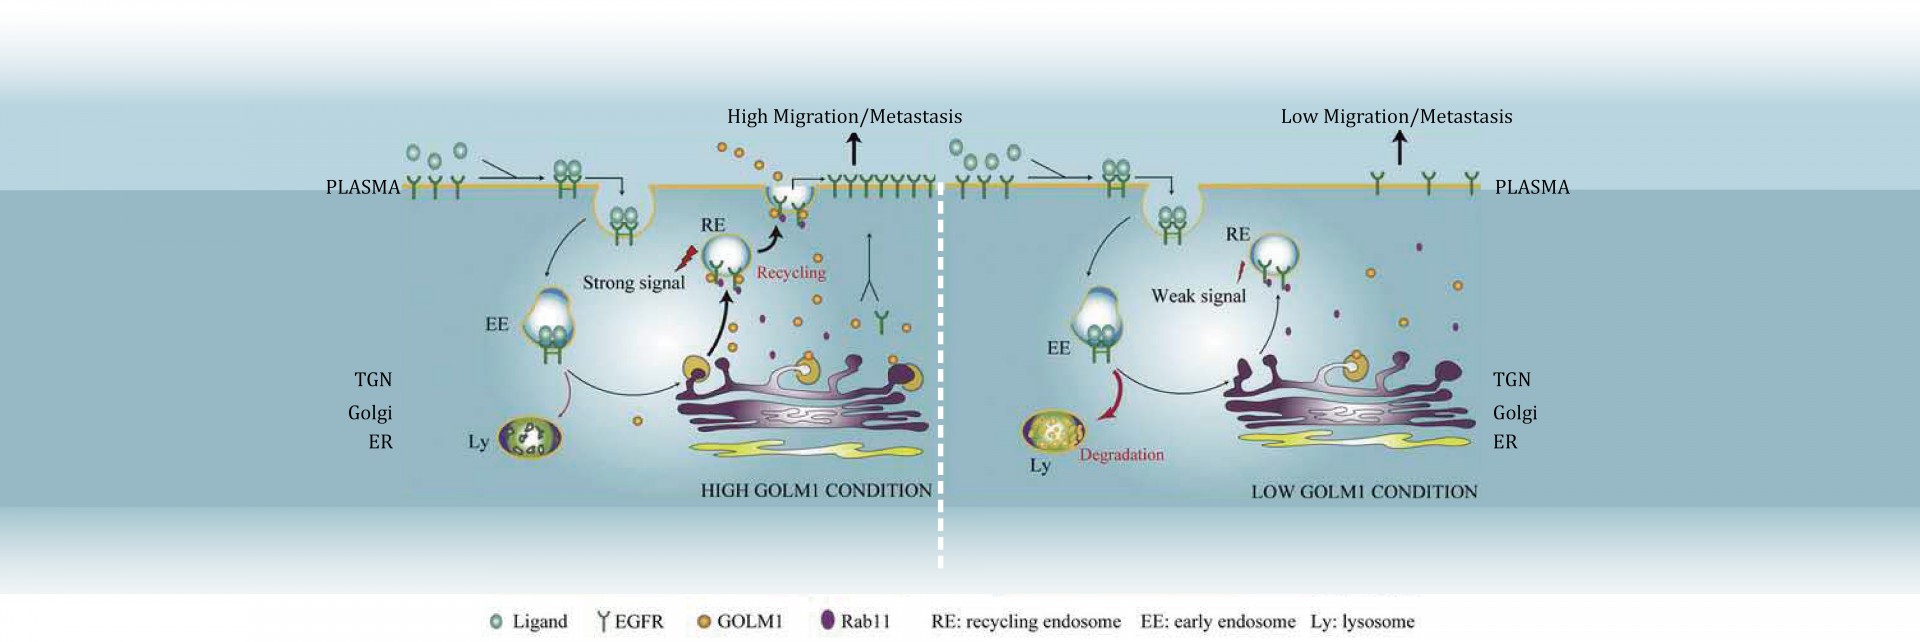 High Migration/Metastasis
Low Migration/Metastasis
PLASMA
PLASMA
RE
Recycling
Strong signal
EE
TGN
Golgi
ER
Ly
HIGH GOLM1 CONDITION
RE
Weak signal
EE
TGN
Golgi
ER
Degradation
Ly
LOW GOLM1 CONDITION
Ligand EGFR GOLM1 Rab11 RE: recycling endosome EE: early endosome Ly: lysosome